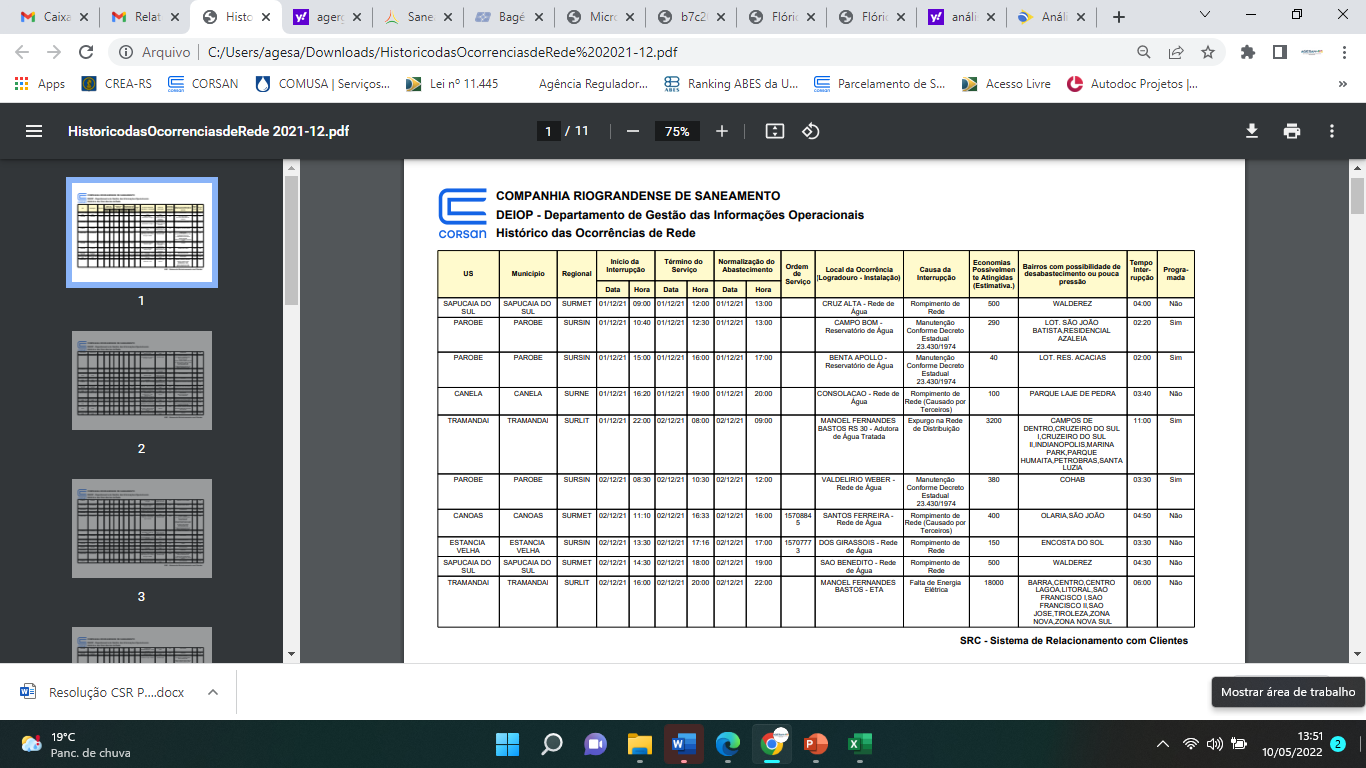 Caixa
Relat
Histo
agerg
Sane
Bagé
Micro
b7c20
Flóric
Flóric
análi
Anális
Arquivo
C:/Users/agesa/Downloads/HistoricodasOcorrenciasdeRede%202021-12.pdf
Apps
CREA-RS
CORSAN
COMUSA | Serviços...
Lei nº 11.445
Agência Regulador...
Ranking ABES da U...
Parcelamento de S...
Acesso Livre
Autodoc Projetos |...
HistoricodasOcorrenciasdeRede 2021-12.pdf
1 / 11
75%
1
2
3
CORSAN
COMPANHIA RIOGRANDENSE DE SANEAMENTO
DEIOP - Departamento de Gestão das Informações Operacionais
Histórico das Ocorrências de Rede
US
Município
Regional
Início da
Interrupção
Data Hora
Término do
Serviço
Data Hora
Normalização do
Abastecimento
Data Hora
Ordem
de
Serviço
Local da Ocorrência
(Logradouro - Instalação)
Causa da
Interrupção
Economias
Possivelmen
te Atingidas
(Estimativa.)
Bairros com possibilidade de
desabastecimento ou pouca
pressão
Tempo
Inter-
rupção
Progra-
mada
SAPUCAIA DO
SUL
SAPUCAIA DO
SUL
SURMET
01/12/21 09:00 01/12/21 12:00 01/12/21 13:00
CRUZ ALTA - Rede de
Água
Rompimento de
Rede
500
WALDEREZ
04:00
Não
PAROBE
PAROBE
SURSIN
01/12/21 10:40 01/12/21 12:30 01/12/21 13:00
CAMPO BOM -
Reservatório de Água
Manutenção
Conforme Decreto
Estadual
23.430/1974
290
LOT. SÃO JOÃO
BATISTA,RESIDENCIAL
AZALEIA
02:20
Sim
PAROBE
PAROBE
SURSIN
01/12/21 15:00 01/12/21 16:00 01/12/21 17:00
BENTA APOLLO -
Reservatório de Água
Manutenção
Conforme Decreto
Estadual
23.430/1974
40
LOT. RES. ACACIAS
02:00
Sim
CANELA
CANELA
SURNE
01/12/21 16:20 01/12/21 19:00 01/12/21 20:00
CONSOLACAO - Rede de
Água
Rompimento de
Rede (Causado por
Terceiros)
100
PARQUE LAJE DE PEDRA
03:40
Não
TRAMANDAI
TRAMANDAI
SURLIT
01/12/21 22:00 02/12/21 08:00 02/12/21 09:00
MANOEL FERNANDES
BASTOS RS 30 - Adutora
de Água Tratada
Expurgo na Rede
de Distribuição
3200
CAMPOS DE
DENTRO,CRUZEIRO DO SUL
I,CRUZEIRO DO SUL
II,INDIANOPOLIS,MARINA
PARK,PARQUE
HUMAITA,PETROBRAS,SANTA
LUZIA
11:00
Sim
PAROBE
PAROBE
SURSIN
02/12/21 08:30 02/12/21 10:30 02/12/21 12:00
VALDELIRIO WEBER -
Rede de Água
Manutenção
Conforme Decreto
Estadual
23.430/1974
380
COHAB
03:30
Sim
CANOAS
CANOAS
SURMET
02/12/21 11:10 02/12/21 16:33 02/12/21 16:00
1570884
5
SANTOS FERREIRA -
Rede de Água
Rompimento de
Rede (Causado por
Terceiros)
400
OLARIA,SÃO JOÃO
04:50
Não
ESTANCIA
VELHA
ESTANCIA
VELHA
SURSIN
02/12/21 13:30 02/12/21 17:16 02/12/21 17:00
1570777
3
DOS GIRASSOIS - Rede
de Água
Rompimento de
Rede
150
ENCOSTA DO SOL
03:30
Não
SAPUCAIA DO
SUL
SAPUCAIA DO
SUL
SURMET
02/12/21 14:30 02/12/21 18:00 02/12/21 19:00
SAO BENEDITO - Rede
de Água
Rompimento de
Rede
500
WALDEREZ
04:30
Não
TRAMANDAI
TRAMANDAI
SURLIT
02/12/21 16:00 02/12/21 20:00 02/12/21 22:00
MANOEL FERNANDES
BASTOS - ETA
Falta de Energia
Elétrica
18000
BARRA,CENTRO,CENTRO
LAGOA,LITORAL,SAO
FRANCISCO I,SAO
FRANCISCO II,SAO
JOSE,TIROLEZA,ZONA
NOVA,ZONA NOVA SUL
06:00
Não
SRC - Sistema de Relacionamento com Clientes
Resolução CSR P....docx
Mostrar área de trabalho
19°C
Panc. de chuva
13:51
10/05/2022
2